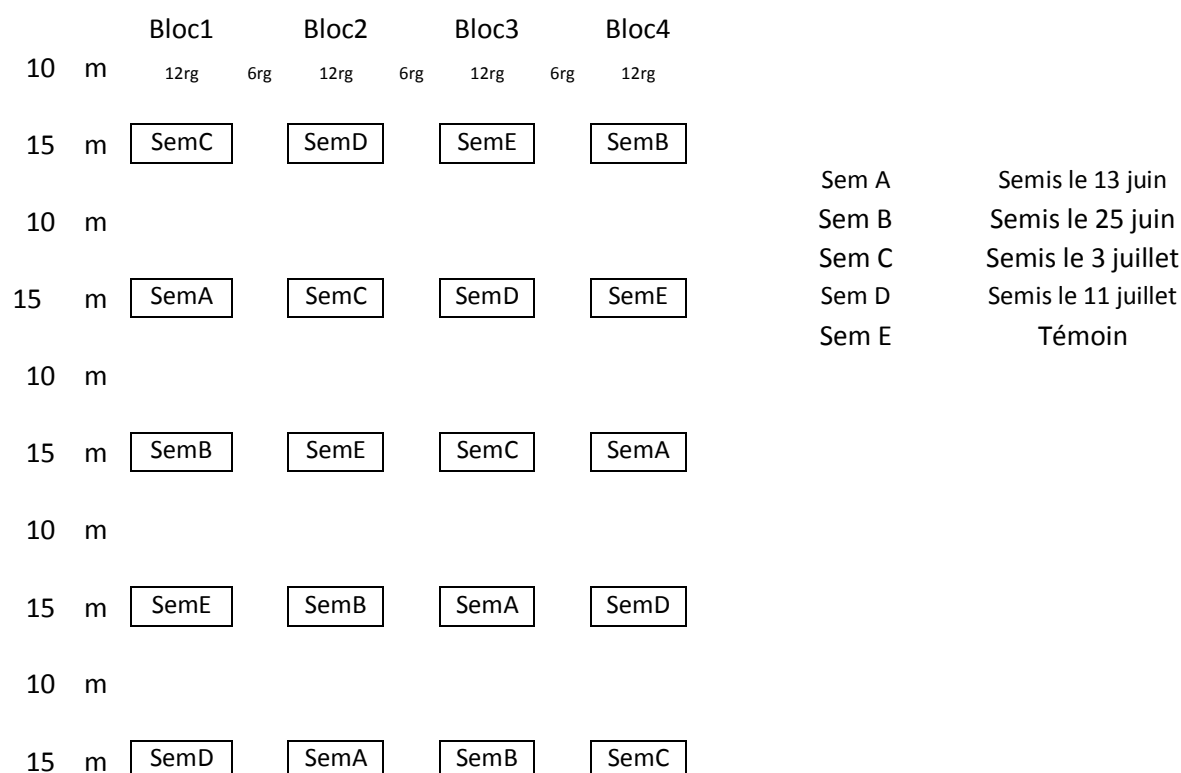 Bloc1 Bloc2 Bloc3 Bloc4
10 m 12rg 6rg 12rg 6rg 12rg 6rg 12rg
15 m SemC SemD SemE SemB
Sem A Semis le 13 juin
10 m Sem B Semis le 25 juin
Sem C Semis le 3 juillet
15 m SemA SemC SemD SemE Sem D Semis le 11 juillet
Sem E Témoin
10 m
15 m SemB SemE SemC SemA
10 m
15 m SemE SemB SemA SemD
10 m
15 m SemD SemA SemB SemC